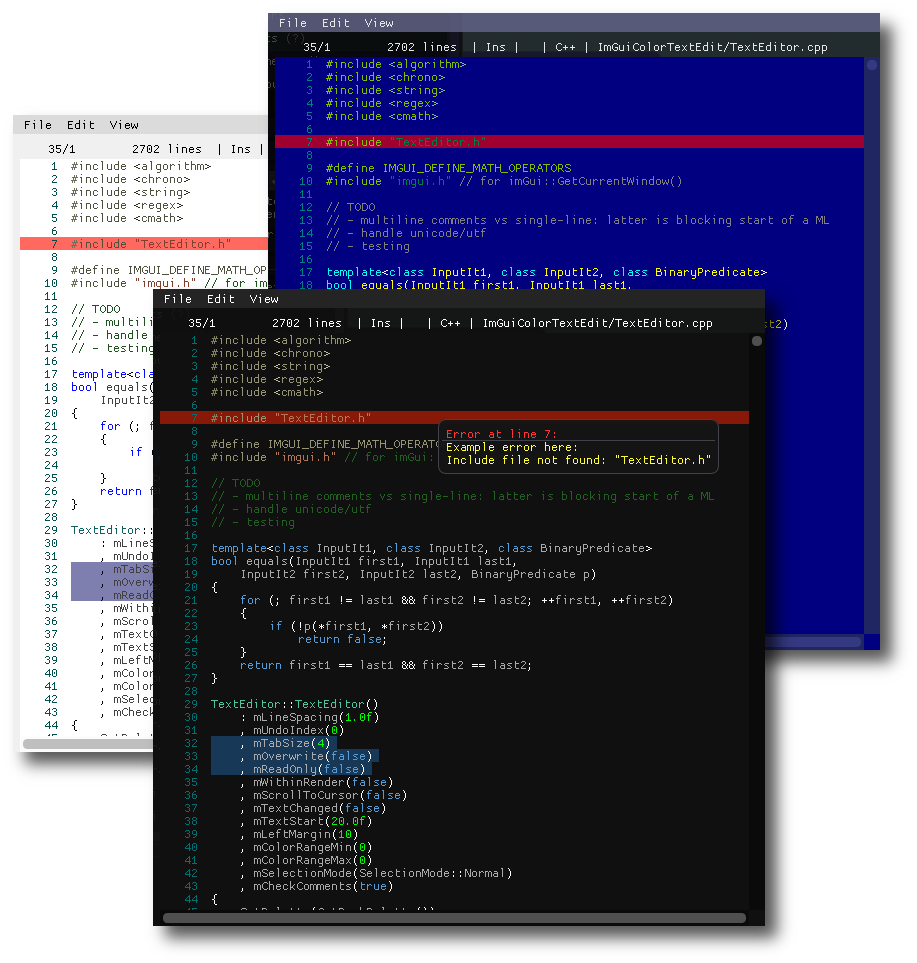 File Edit View
35/1 2702 lines | Ins | | C++ | ImGuiColorTextEdit/TextEditor.cpp
1 #include <algorithm>
2 #include <chrono>
3 #include <string>
4 #include <regex>
5 #include <cmath>
6
7 #include "TextEditor.h"
8
9 #define IMGUI_DEFINE_MATH_OPERATORS
10 #include "imgui.h" // for imGui::GetCurrentWindow()
11
12 // TODO
13 // - multiline comments vs single-line: latter is blocking start of a ML
14 // - handle unicode/utf
15 // - testing
16
17 template<class InputIt1, class InputIt2, class BinaryPredicate>
18 bool equals(InputIt1 first1, InputIt1 last1,
st2)
File Edit View
35/1 2702 lines | Ins |
1 #include <algorithm>
2 #include <chrono>
3 #include <string>
4 #include <regex>
5 #include <cmath>
6
7 #include "TextEditor.h"
8
9 #define IMGUI_DEFINE_MATH_OP
10 #include "imgui.h" // for im
11
12 // TODO
13 // - multili
14 // - handle
15 // - testing
16
17 template<cla
18 bool equals(
19 InputIt2
20 {
21 for (; f
22 {
23 if (
24
25 }
26 return f
27 }
28
29 TextEditor::
30 : mLineS
31 , mUndoI
32 , mTabSi
33 , mOverw
34 , mReadO
35 , mWithi
36 , mScrol
37 , mTextC
38 , mTextS
39 , mLeftM
40 , mColor
41 , mColor
42 , mSelec
43 , mCheck
44 {
File Edit View
35/1 2702 lines | Ins | | C++ | ImGuiColorTextEdit/TextEditor.cpp
1 #include <algorithm>
2 #include <chrono>
3 #include <string>
4 #include <regex>
5 #include <cmath>
6
7 #include "TextEditor.h"
8
9 #define IMGUI_DEFINE_MATH_OPERATO
10 #include "imgui.h" // for imGui:
11
12 // TODO
13 // - multiline comments vs single-line: latter is blocking start of a ML
14 // - handle unicode/utf
15 // - testing
16
17 template<class InputIt1, class InputIt2, class BinaryPredicate>
18 bool equals(InputIt1 first1, InputIt1 last1,
19 InputIt2 first2, InputIt2 last2, BinaryPredicate p)
20 {
21 for (; first1 != last1 && first2 != last2; ++first1, ++first2)
22 {
23 if (!p(*first1, *first2))
24 return false;
25 }
26 return first1 == last1 && first2 == last2;
27 }
28
29 TextEditor::TextEditor()
30 : mLineSpacing(1.0f)
31 , mUndoIndex(0)
32 , mTabSize(4)
33 , mOverwrite(false)
34 , mReadOnly(false)
35 , mWithinRender(false)
36 , mScrollToCursor(false)
37 , mTextChanged(false)
38 , mTextStart(20.0f)
39 , mLeftMargin(10)
40 , mColorRangeMin(0)
41 , mColorRangeMax(0)
42 , mSelectionMode(SelectionMode::Normal)
43 , mCheckComments(true)
44 {
Error at line 7:
Example error here:
Include file not found: "TextEditor.h"